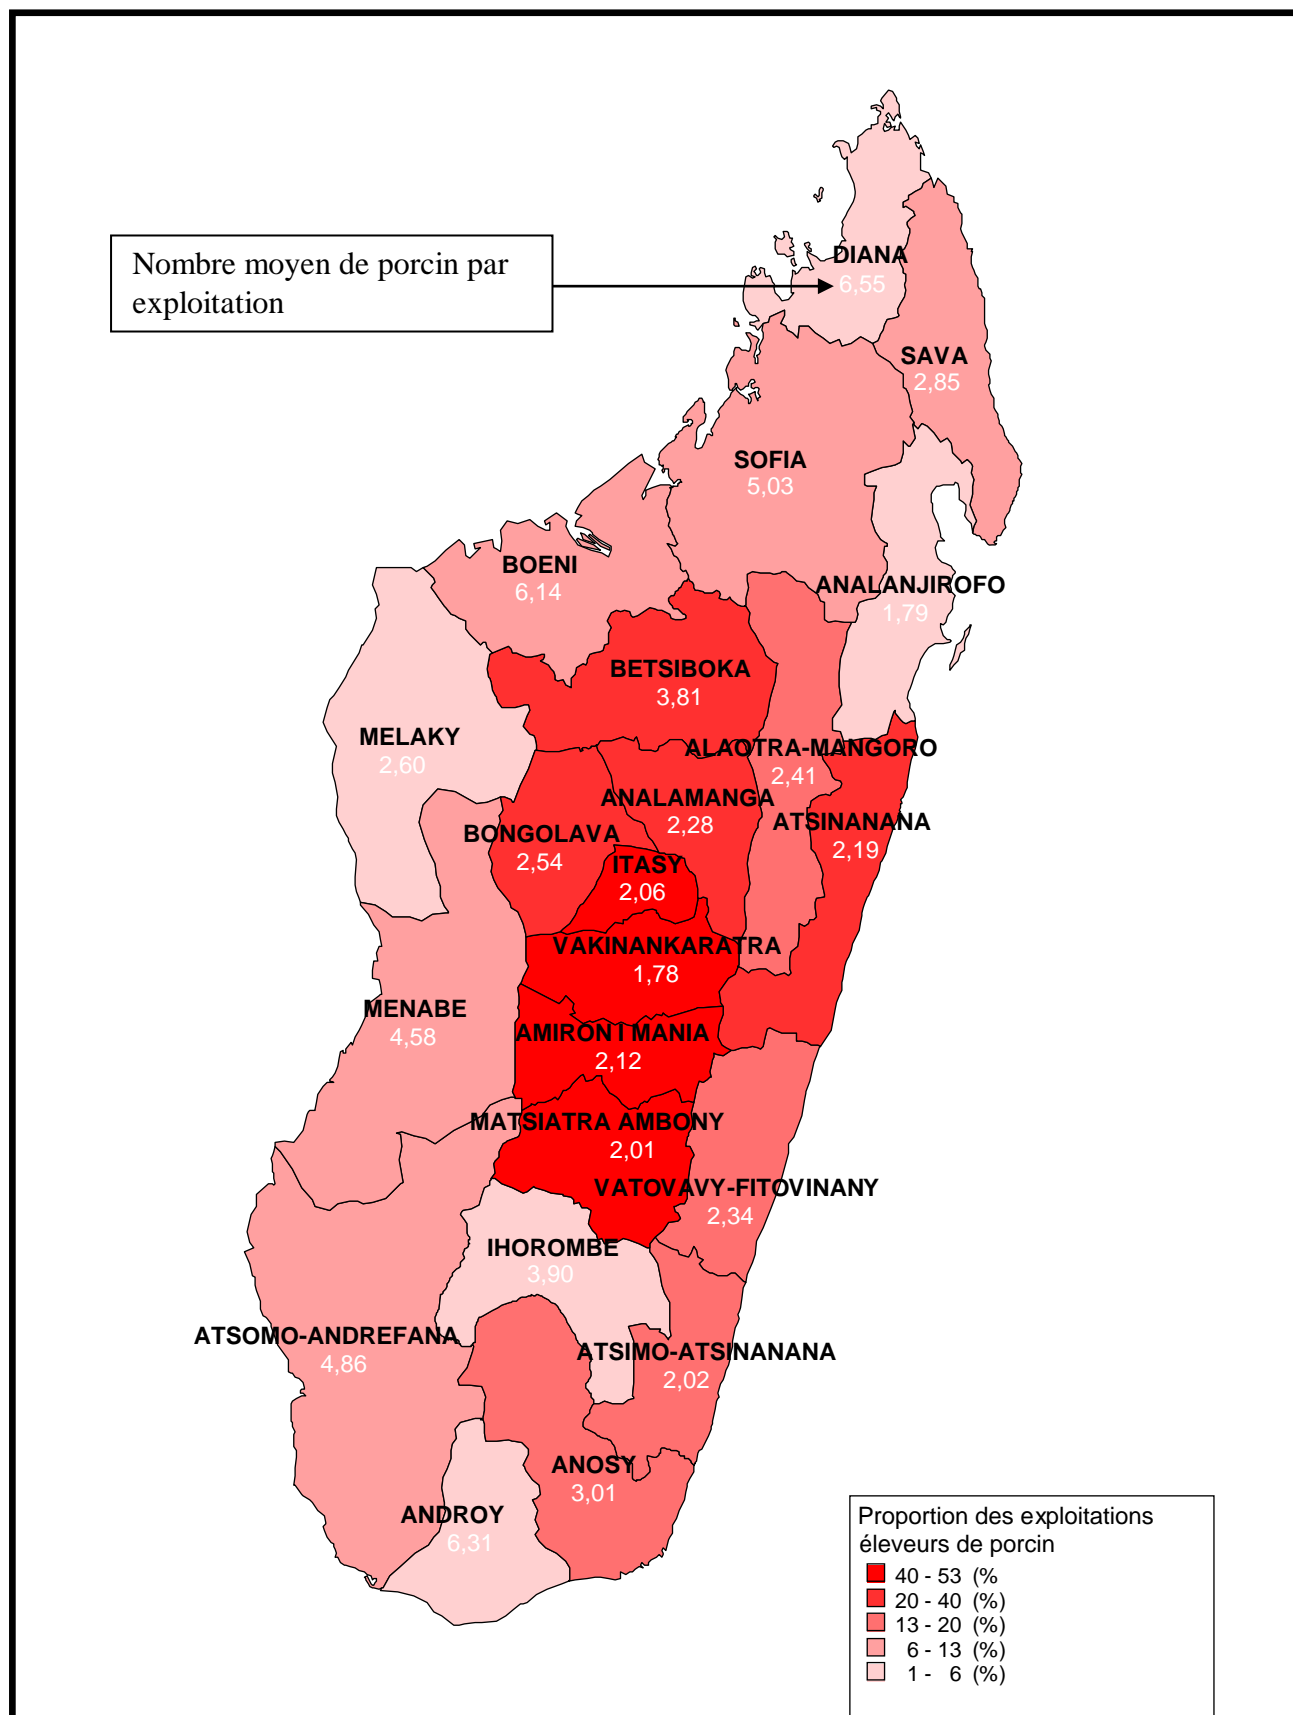 Nombre moyen de porcin par
exploitation
DIANA
6,55
SAVA
2,85
SOFIA
5,03
BOENI
6,14
ANALANJIROFO
1,79
BETSIBOKA
3,81
MELAKY
2,60
ALAOTRA-MANGORO
2,41
ANALAMANGA
2,28
ATSINANANA
2,19
BONGOLAVA
2,54
ITASY
2,06
VAKINANKARATRA
1,78
MENABE
4,58
AMIRON I MANIA
2,12
MATSIATRA AMBONY
2,01
VATOVAVY-FITOVINANY
2,34
IHOROMBE
3,90
ATSOMO-ANDREFANA
4,86
ATSIMO-ATSINANANA
2,02
ANOSY
3,01
ANDROY
6,31
Proportion des exploitations
éleveurs de porcin
40 - 53 (%
20 - 40 (%)
13 - 20 (%)
6 - 13 (%)
1 - 6 (%)